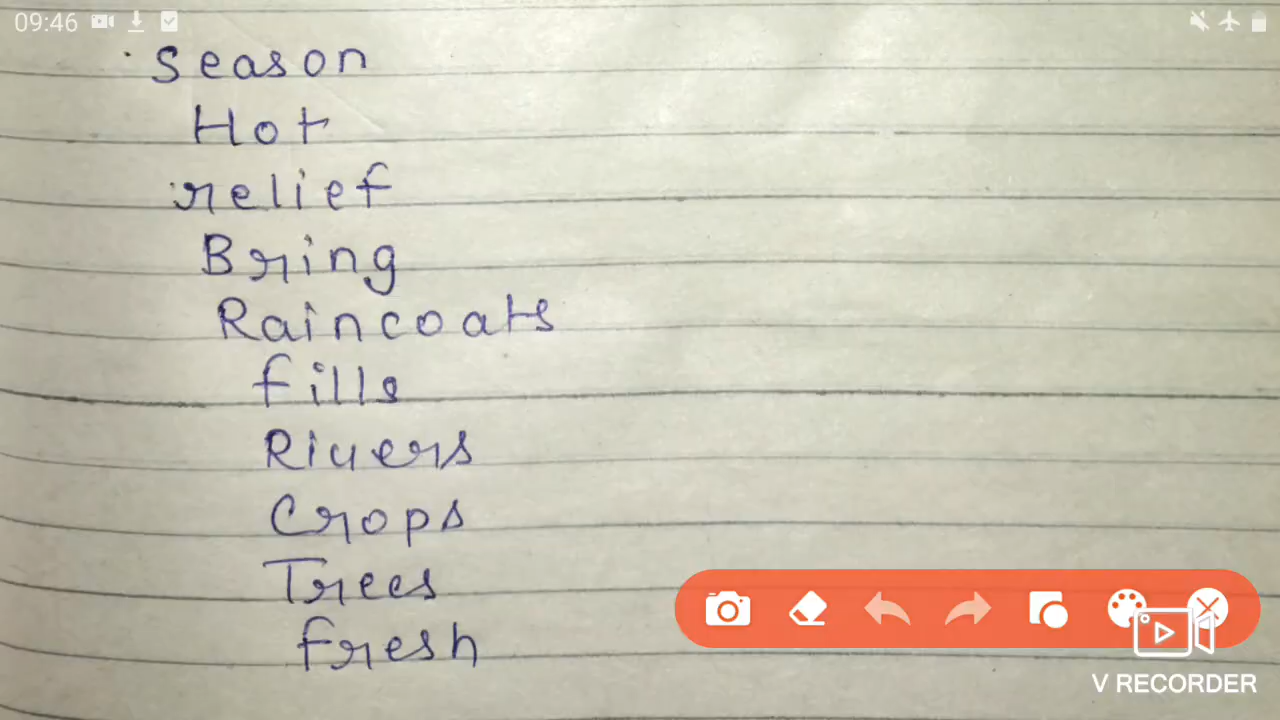 09:46
Season
Hot
relief
Bring
Raincoats
fills
Rivers
Crops
Trees
fresh
V RECORDER